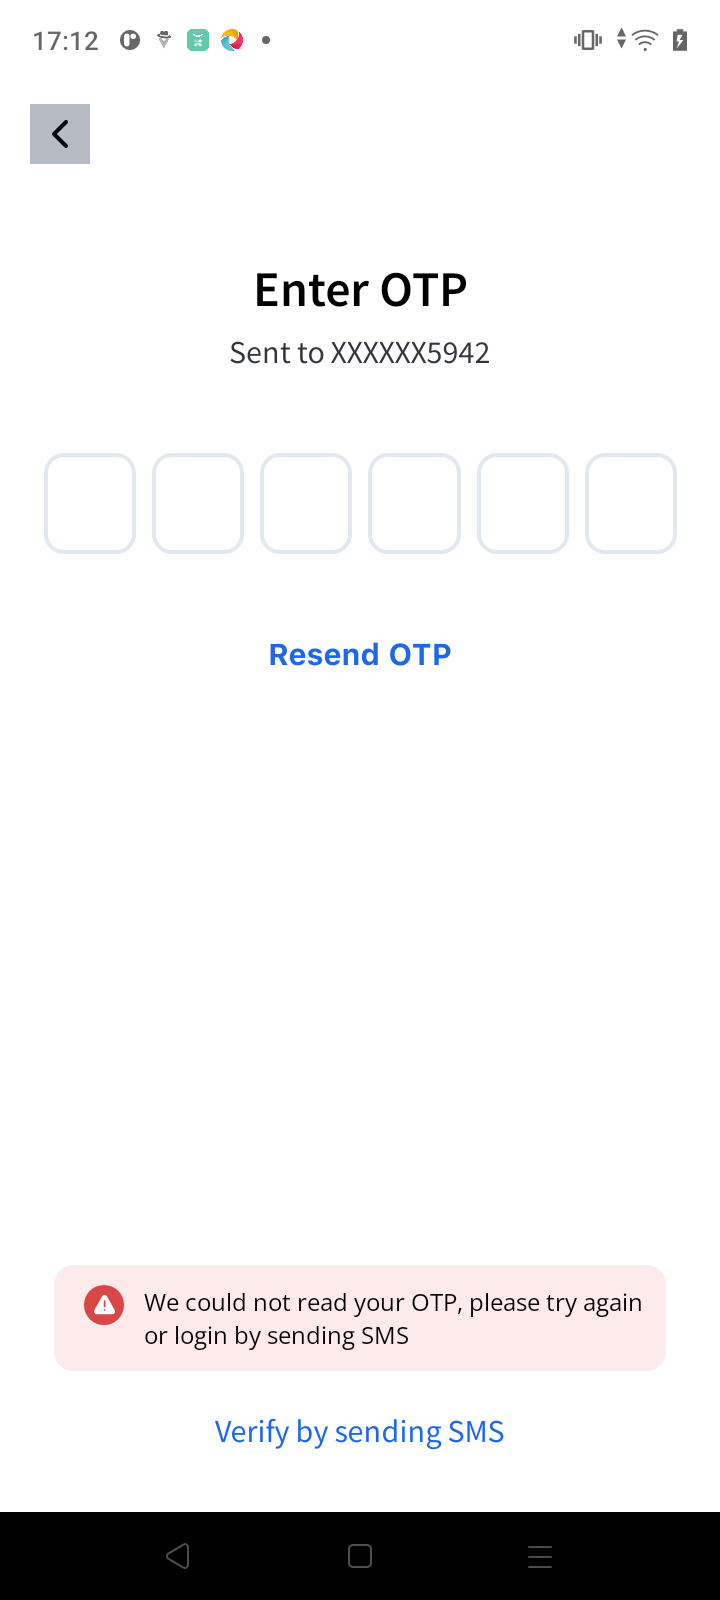 17:12
Enter OTP
Sent to XXXXXX5942
Resend OTP
We could not read your OTP, please try again
or login by sending SMS
Verify by sending SMS